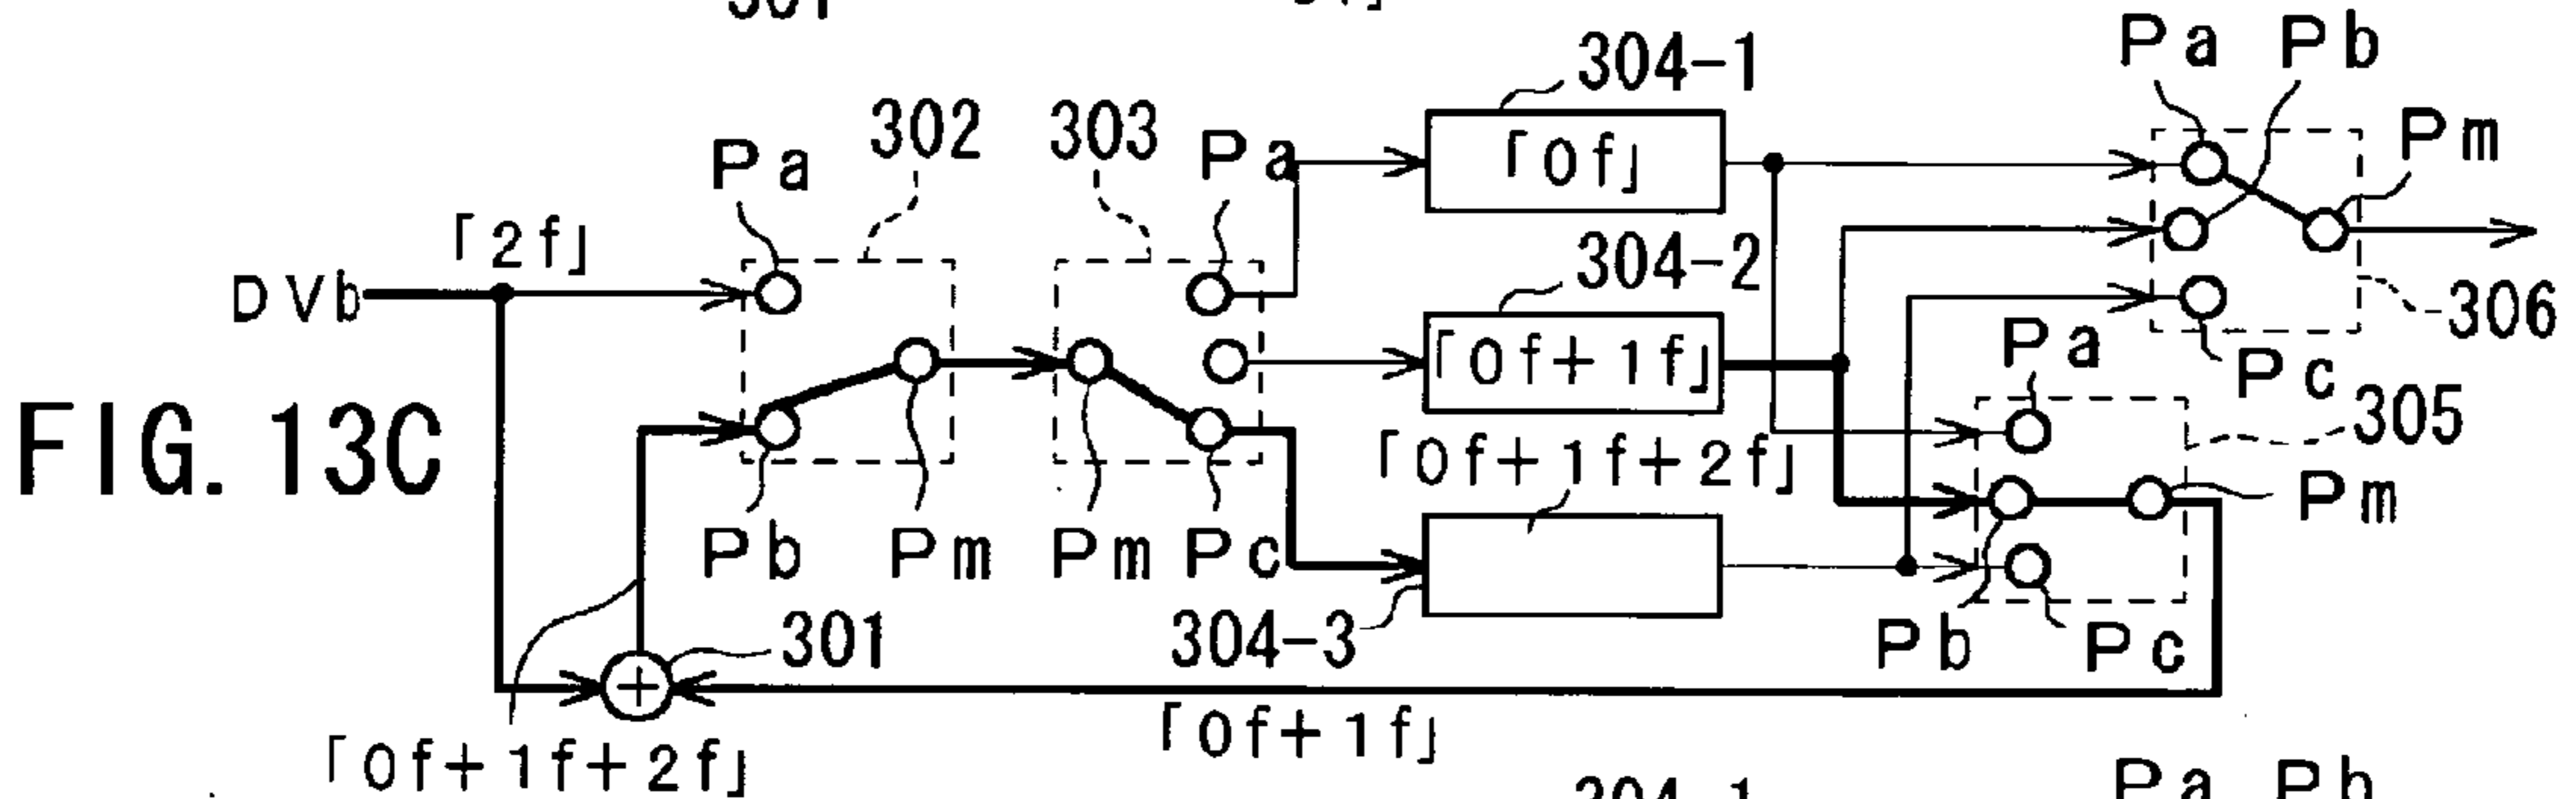 304-1
Pa Pb
302 303 Pa
Pa
「0f」
Pm
「2f」
304-2
DVb
306
Pa
Pc
「0f+1f」
305
FIG. 13C
「0f+1f+2f」
Pm
Pb Pm Pm Pc
304-3
301
Pb Pc
+
「0f+1f」
「0f+1f+2f」
Pa Pb